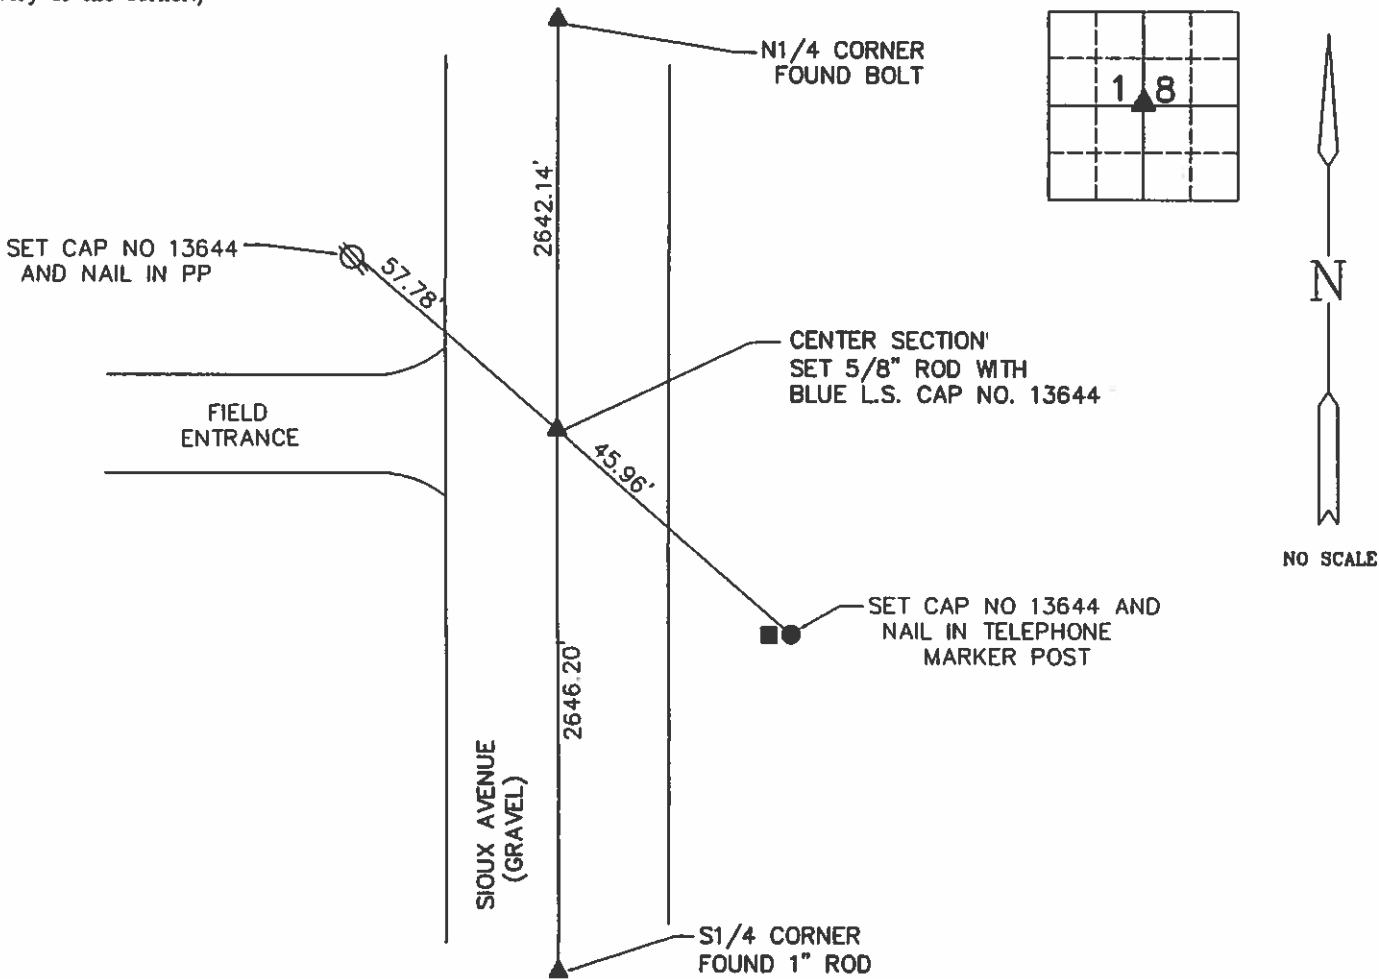 N1/4 CORNER
FOUND BOLT
1 8
2642.14'
SET CAP NO 13644
AND NAIL IN PP
57.78'
N
CENTER SECTION'
SET 5/8" ROD WITH
BLUE L.S. CAP NO. 13644
FIELD
ENTRANCE
45.96'
NO SCALE
SET CAP NO 13644 AND
NAIL IN TELEPHONE
MARKER POST
2646.20'
SIOUX AVENUE
(GRAVEL)
S1/4 CORNER
FOUND 1" ROD